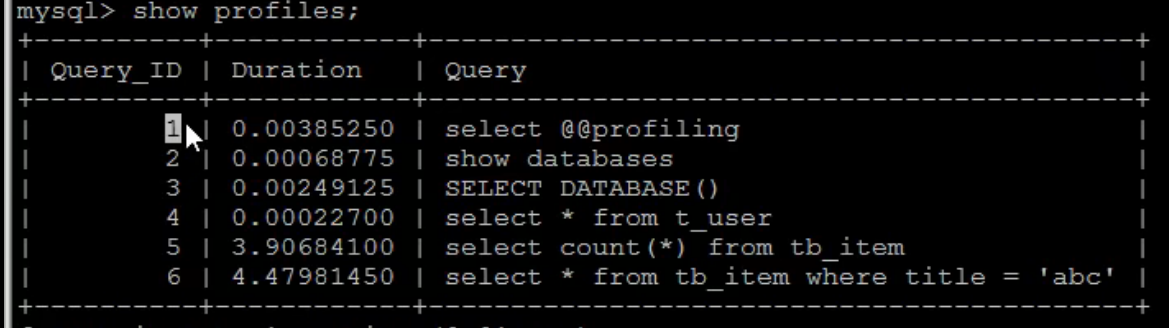 mysql> show profiles;
+----------+------------+-------------------------------------------+
| Query_ID | Duration | Query |
+----------+------------+-------------------------------------------+
| 1 | 0.00385250 | select @@profiling |
| 2 | 0.00068775 | show databases |
| 3 | 0.00249125 | SELECT DATABASE() |
| 4 | 0.00022700 | select * from t_user |
| 5 | 3.90684100 | select count(*) from tb_item |
| 6 | 4.47981450 | select * from tb_item where title = 'abc' |
+----------+------------+-------------------------------------------+